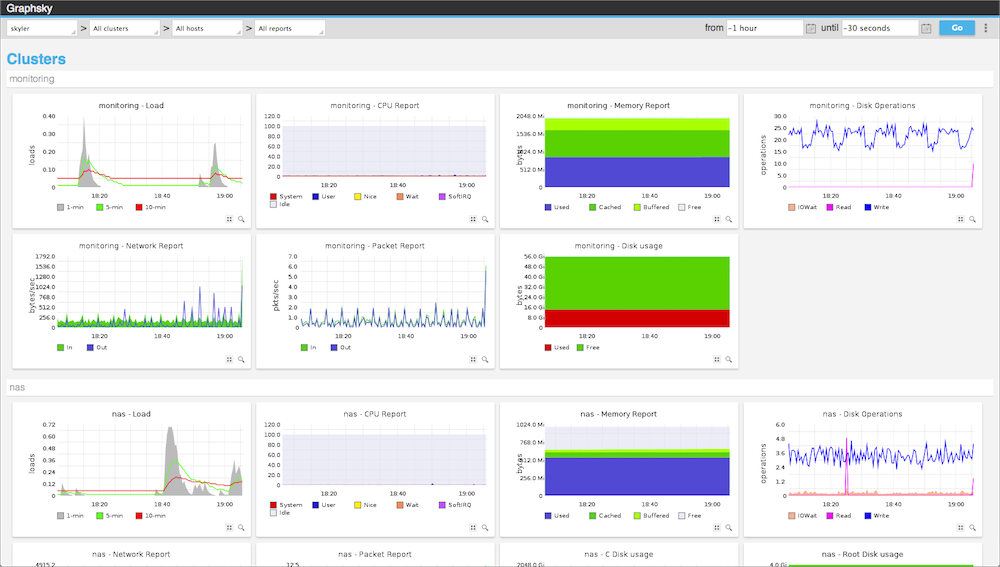 Graphsky
skyler > All clusters > All hosts > All reports from -1 hour until -30 seconds Go
Clusters
monitoring
monitoring - Load
loads
0.40
0.30
0.20
0.10
0
18:20 18:40 19:00
1-min 5-min 10-min
monitoring - CPU Report
120.0
100.0
80.0
60.0
40.0
20.0
0
18:20 18:40 19:00
System User Nice Wait SoftIRQ
Idle
monitoring - Memory Report
bytes
2048.0 Mi
512.0 Mi
0
18:20 18:40 19:00
Used Cached Buffered Free
monitoring - Disk Operations
operations
30.0
25.0
20.0
15.0
10.0
5.0
0
18:20 18:40 19:00
IOWait Read Write
monitoring - Network Report
bytes/sec
1792.0
1536.0
1280.0
1024.0
768.0
512.0
256.0
0
18:20 18:40 19:00
In Out
monitoring - Packet Report
pkts/sec
7.0
6.0
5.0
4.0
3.0
2.0
1.0
0
18:20 18:40 19:00
In Out
monitoring - Disk usage
bytes
56.0 Gi
48.0 Gi
40.0 Gi
32.0 Gi
24.0 Gi
16.0 Gi
8.0 Gi
0
18:20 18:40 19:00
Used Free
nas
nas - Load
loads
0.72
0.60
0.48
0.36
0.24
0.12
0
18:20 18:40 19:00
1-min 5-min 10-min
nas - CPU Report
120.0
100.0
80.0
60.0
40.0
20.0
0
18:20 18:40 19:00
System User Nice Wait SoftIRQ
Idle
nas - Memory Report
bytes
1024.0 Mi
768.0 Mi
512.0 Mi
256.0 Mi
0
18:20 18:40 19:00
Used Cached Buffered Free
nas - Disk Operations
operations
6.0
4.8
3.6
2.4
1.2
0
18:20 18:40 19:00
IOWait Read Write
nas - Network Report
4915.2
nas - Packet Report
12.5
nas - C Disk usage
2048.0 Mi
nas - Root Disk usage
4.0 Gi